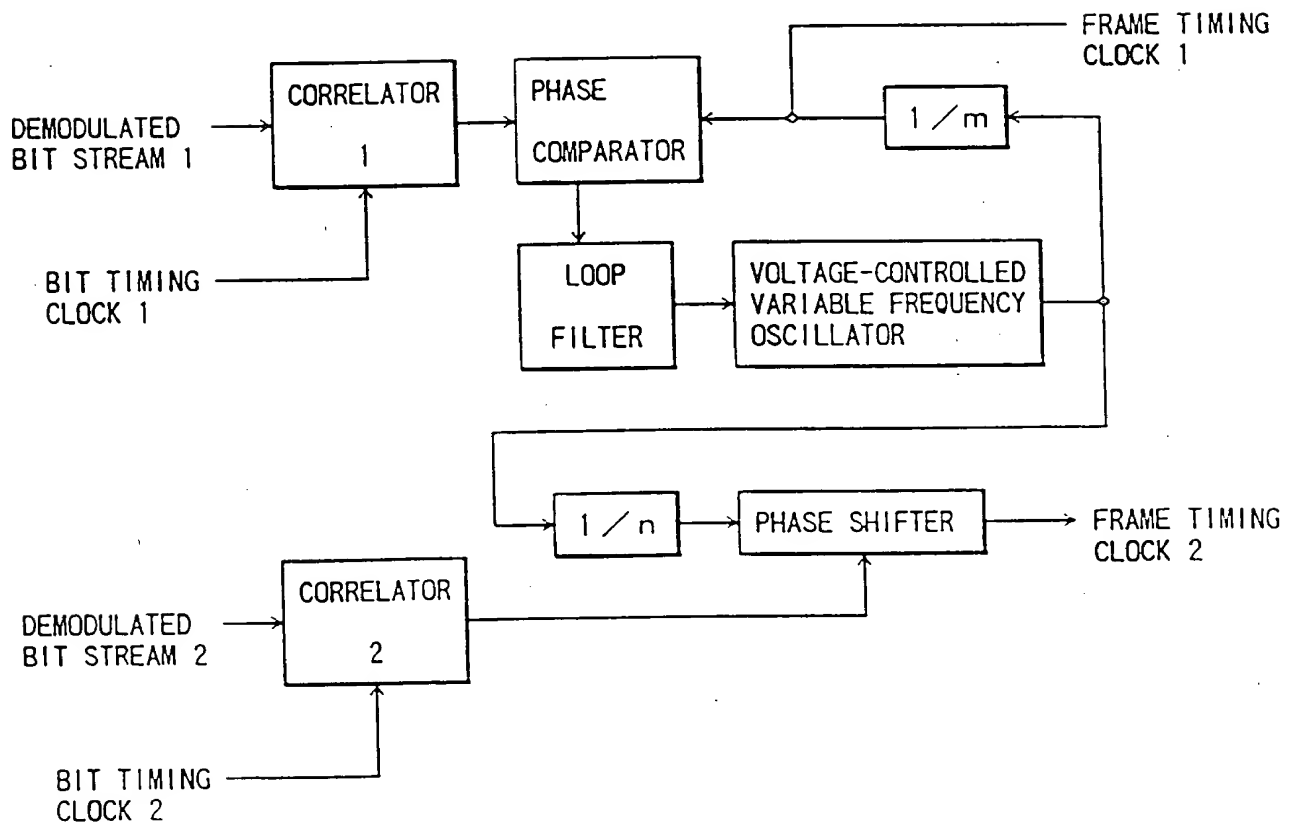 FRAME TIMING
CLOCK 1
CORRELATOR
1
PHASE
COMPARATOR
1/m
DEMODULATED
BIT STREAM 1
BIT TIMING
CLOCK 1
LOOP
FILTER
VOLTAGE-CONTROLLED
VARIABLE FREQUENCY
OSCILLATOR
1/n
PHASE SHIFTER
FRAME TIMING
CLOCK 2
CORRELATOR
2
DEMODULATED
BIT STREAM 2
BIT TIMING
CLOCK 2